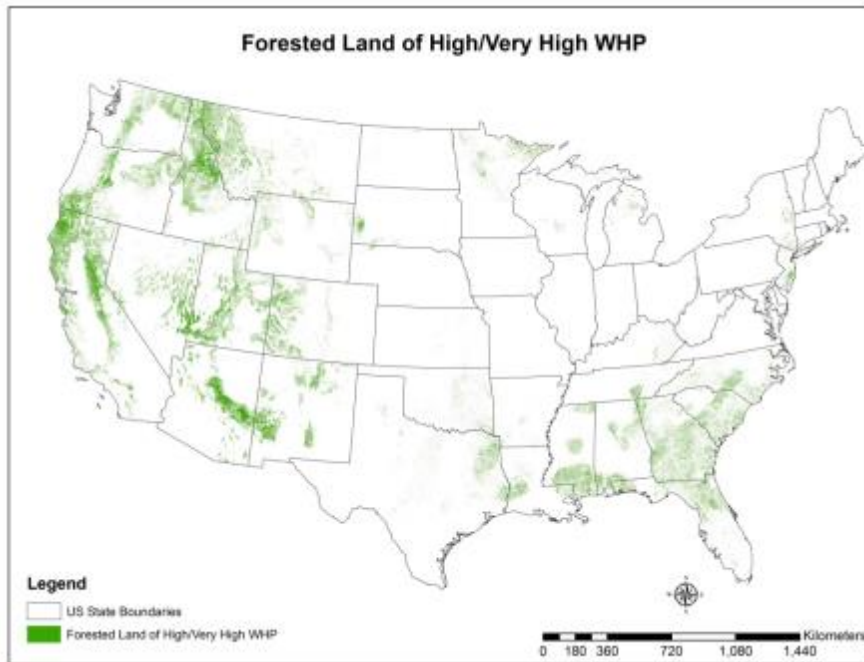 Forested Land of High/Very High WHP
Legend
US State Boundaries
Forested Land of High/Very High WHP
Kilometers
0 180 360 720 1,080 1,440